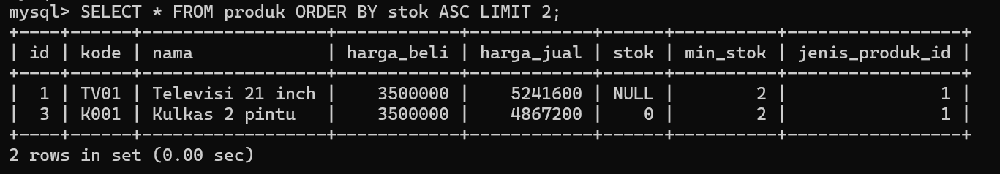 mysql> SELECT * FROM produk ORDER BY stok ASC LIMIT 2;
+----+------+------------------+------------+------------+------+----------+-----------------+
| id | kode | nama             | harga_beli | harga_jual | stok | min_stok | jenis_produk_id |
+----+------+------------------+------------+------------+------+----------+-----------------+
|  1 | TV01 | Televisi 21 inch |    3500000 |    5241600 | NULL |        2 |               1 |
|  3 | K001 | Kulkas 2 pintu   |    3500000 |    4867200 |    0 |        2 |               1 |
+----+------+------------------+------------+------------+------+----------+-----------------+
2 rows in set (0.00 sec)